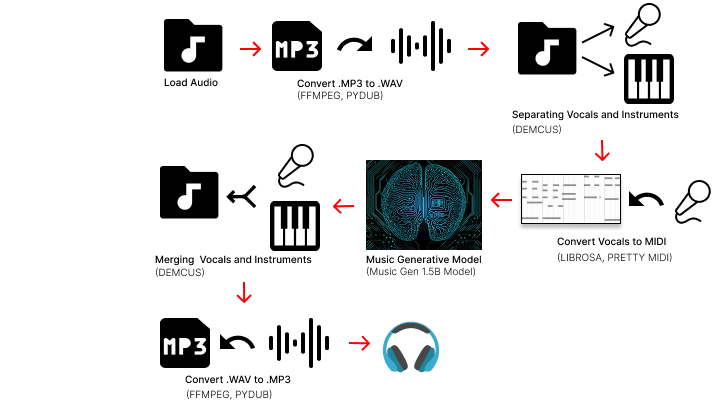 Load Audio
MP3
Convert .MP3 to .WAV
(FFMPEG, PYDUB)
Separating Vocals and Instruments
(DEMCUS)
Convert Vocals to MIDI
(LIBROSA, PRETTY MIDI)
Music Generative Model
(Music Gen 1.5B Model)
Merging Vocals and Instruments
(DEMCUS)
MP3
Convert .WAV to .MP3
(FFMPEG, PYDUB)